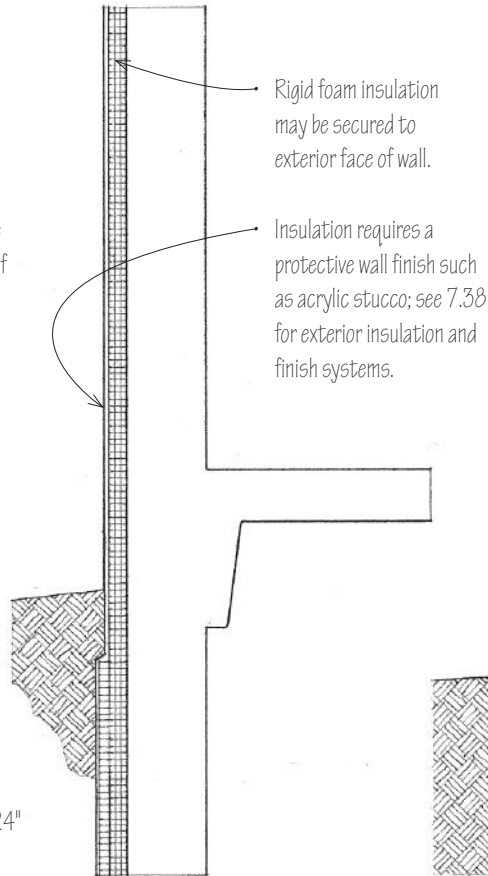 Rigid foam insulation
may be secured to
exterior face of wall.
Insulation requires a
protective wall finish such
as acrylic stucco; see 7.38
for exterior insulation and
finish systems.
f
24"